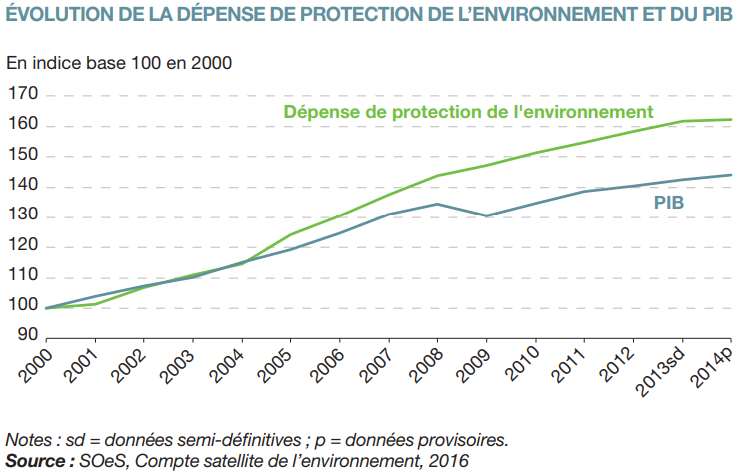 ÉVOLUTION DE LA DÉPENSE DE PROTECTION DE L'ENVIRONNEMENT ET DU PIB
En indice base 100 en 2000
170
Dépense de protection de l'environnement
160
150
140
PIB
130
120
110
100
90
2000 2001 2002 2003 2004 2005 2006 2007 2008 2009 2010 2011 2012 2013sd 2014p
Notes : sd = données semi-définitives ; p = données provisoires.
Source : SOeS, Compte satellite de l'environnement, 2016